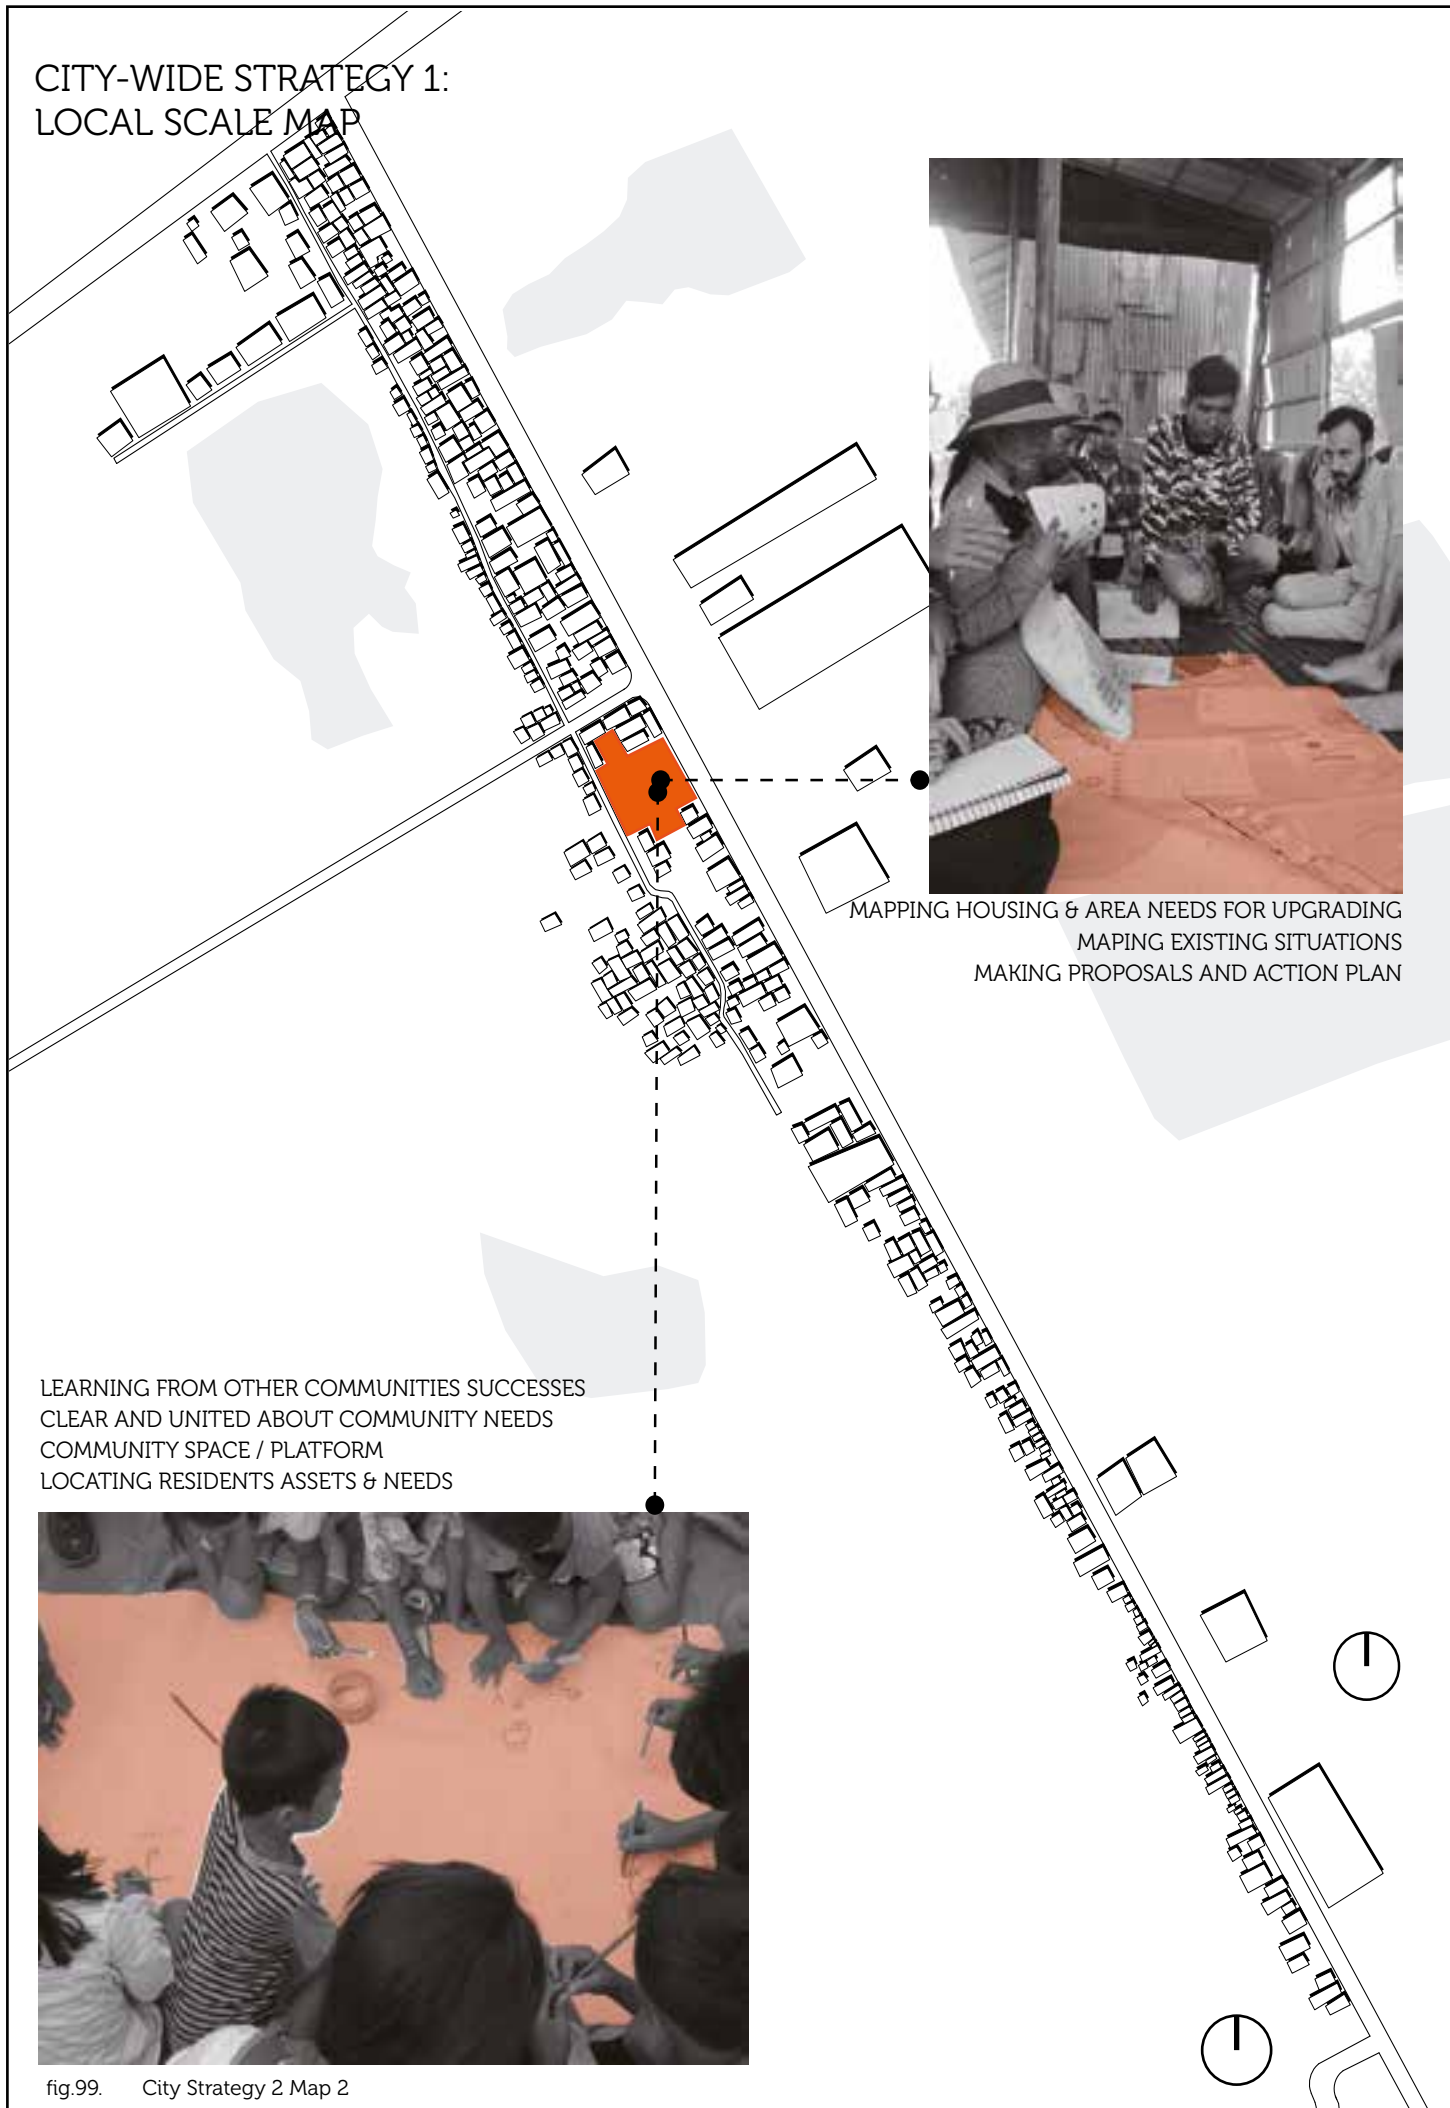 CITY-WIDE STRATEGY 1:
LOCAL SCALE MAP
MAPPING HOUSING & AREA NEEDS FOR UPGRADING
MAPING EXISTING SITUATIONS
MAKING PROPOSALS AND ACTION PLAN
LEARNING FROM OTHER COMMUNITIES SUCCESSES
CLEAR AND UNITED ABOUT COMMUNITY NEEDS
COMMUNITY SPACE / PLATFORM
LOCATING RESIDENTS ASSETS & NEEDS
fig.99. City Strategy 2 Map 2